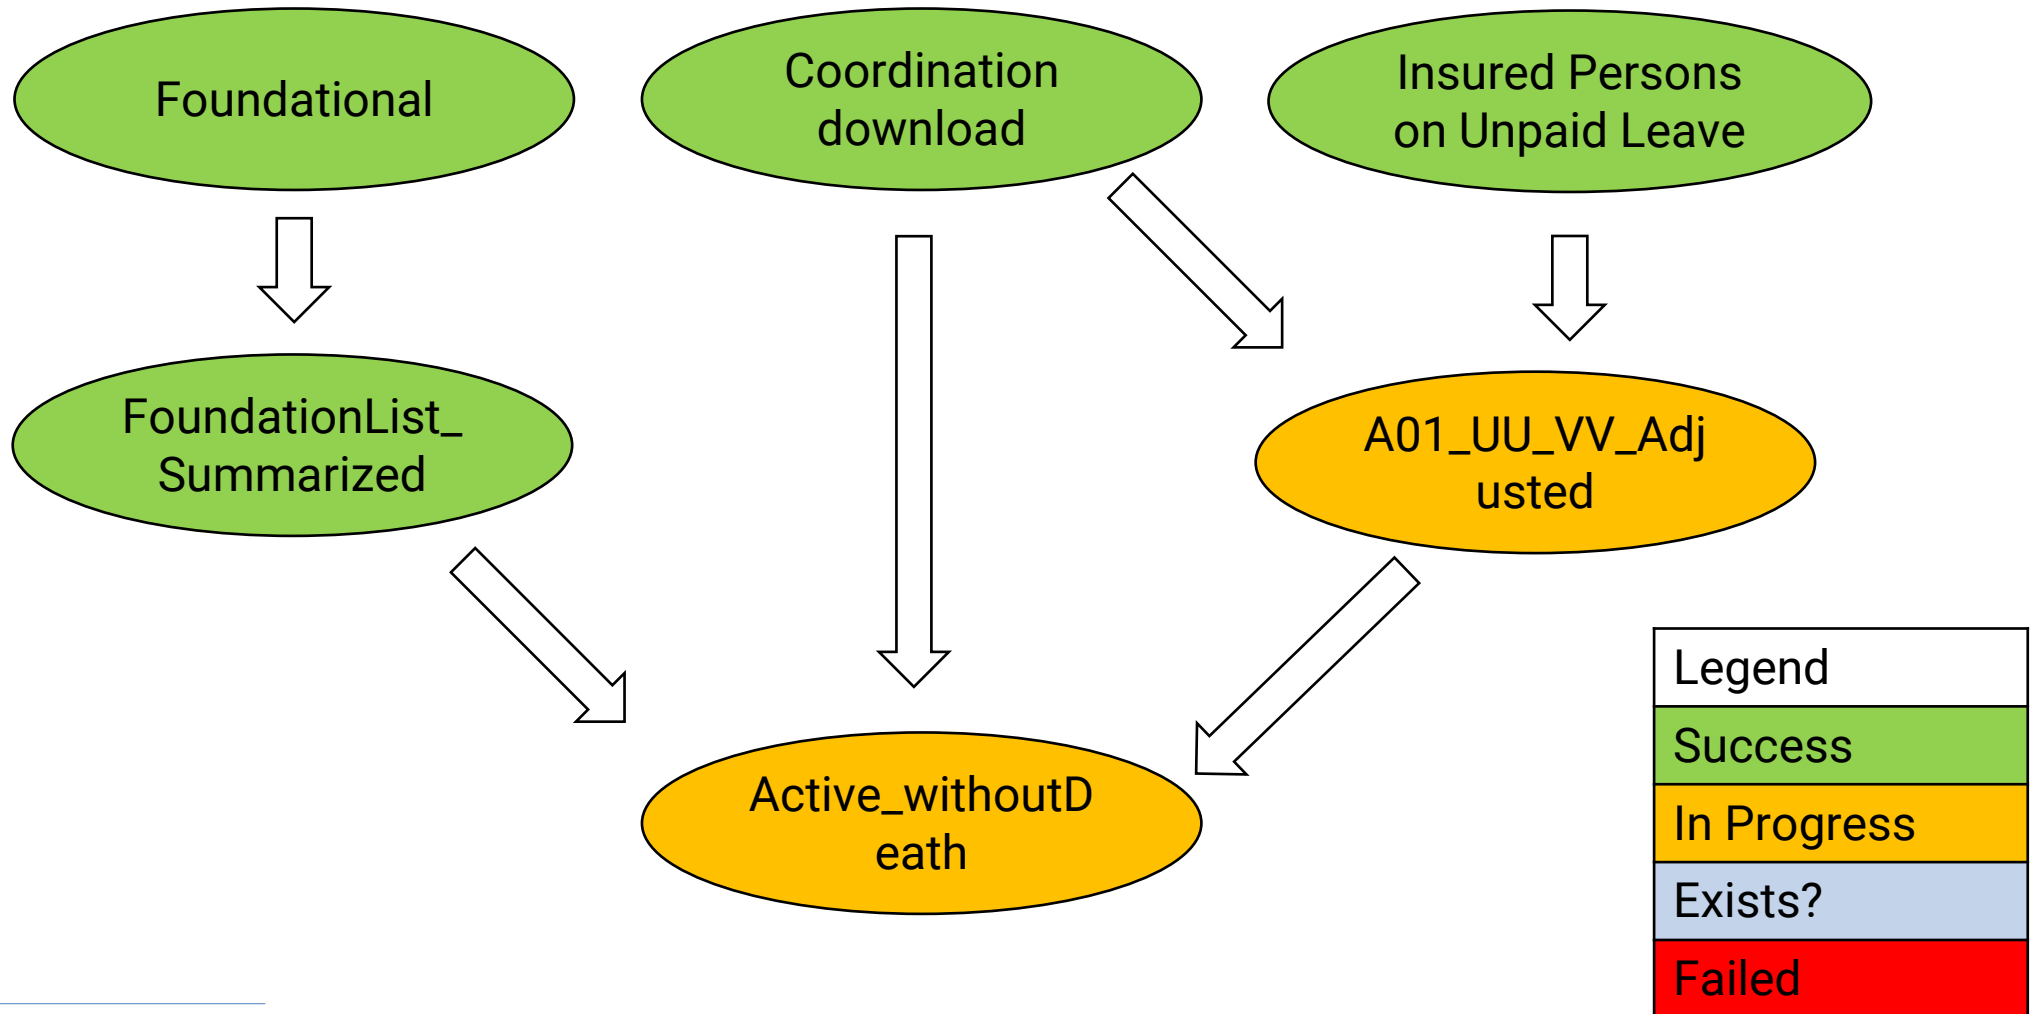 Foundational
Coordination
download
Insured Persons
on Unpaid Leave
FoundationList_
Summarized
A01_UU_VV_Adj
usted
Active_withoutD
eath
Legend
Success
In Progress
Exists?
Failed